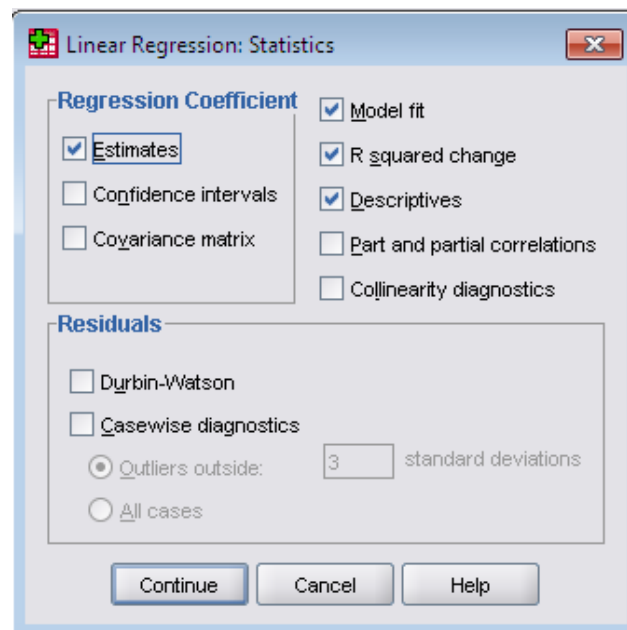 Linear Regression: Statistics
Regression Coefficient
Estimates
Confidence intervals
Covariance matrix
Model fit
R squared change
Descriptives
Part and partial correlations
Collinearity diagnostics
Residuals
Durbin-Watson
Casewise diagnostics
Outliers outside: 3 standard deviations
All cases
Continue Cancel Help